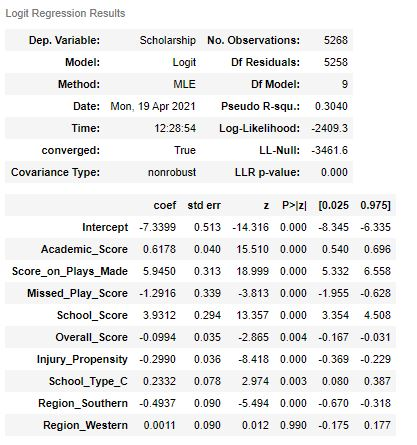 Logit Regression Results
Dep. Variable: Scholarship No. Observations: 5268
Model: Logit Df Residuals: 5258
Method: MLE Df Model: 9
Date: Mon, 19 Apr 2021 Pseudo R-squ.: 0.3040
Time: 12:28:54 Log-Likelihood: -2409.3
converged: True LL-Null: -3461.6
Covariance Type: nonrobust LLR p-value: 0.000
coef std err z P>|z| [0.025 0.975]
Intercept -7.3399 0.513 -14.316 0.000 -8.345 -6.335
Academic_Score 0.6178 0.040 15.510 0.000 0.540 0.696
Score_on_Plays_Made 5.9450 0.313 18.999 0.000 5.332 6.558
Missed_Play_Score -1.2916 0.339 -3.813 0.000 -1.955 -0.628
School_Score 3.9312 0.294 13.357 0.000 3.354 4.508
Overall_Score -0.0994 0.035 -2.865 0.004 -0.167 -0.031
Injury_Propensity -0.2990 0.036 -8.418 0.000 -0.369 -0.229
School_Type_C 0.2332 0.078 2.974 0.003 0.080 0.387
Region_Southern -0.4937 0.090 -5.494 0.000 -0.670 -0.318
Region_Western 0.0011 0.090 0.012 0.990 -0.175 0.177